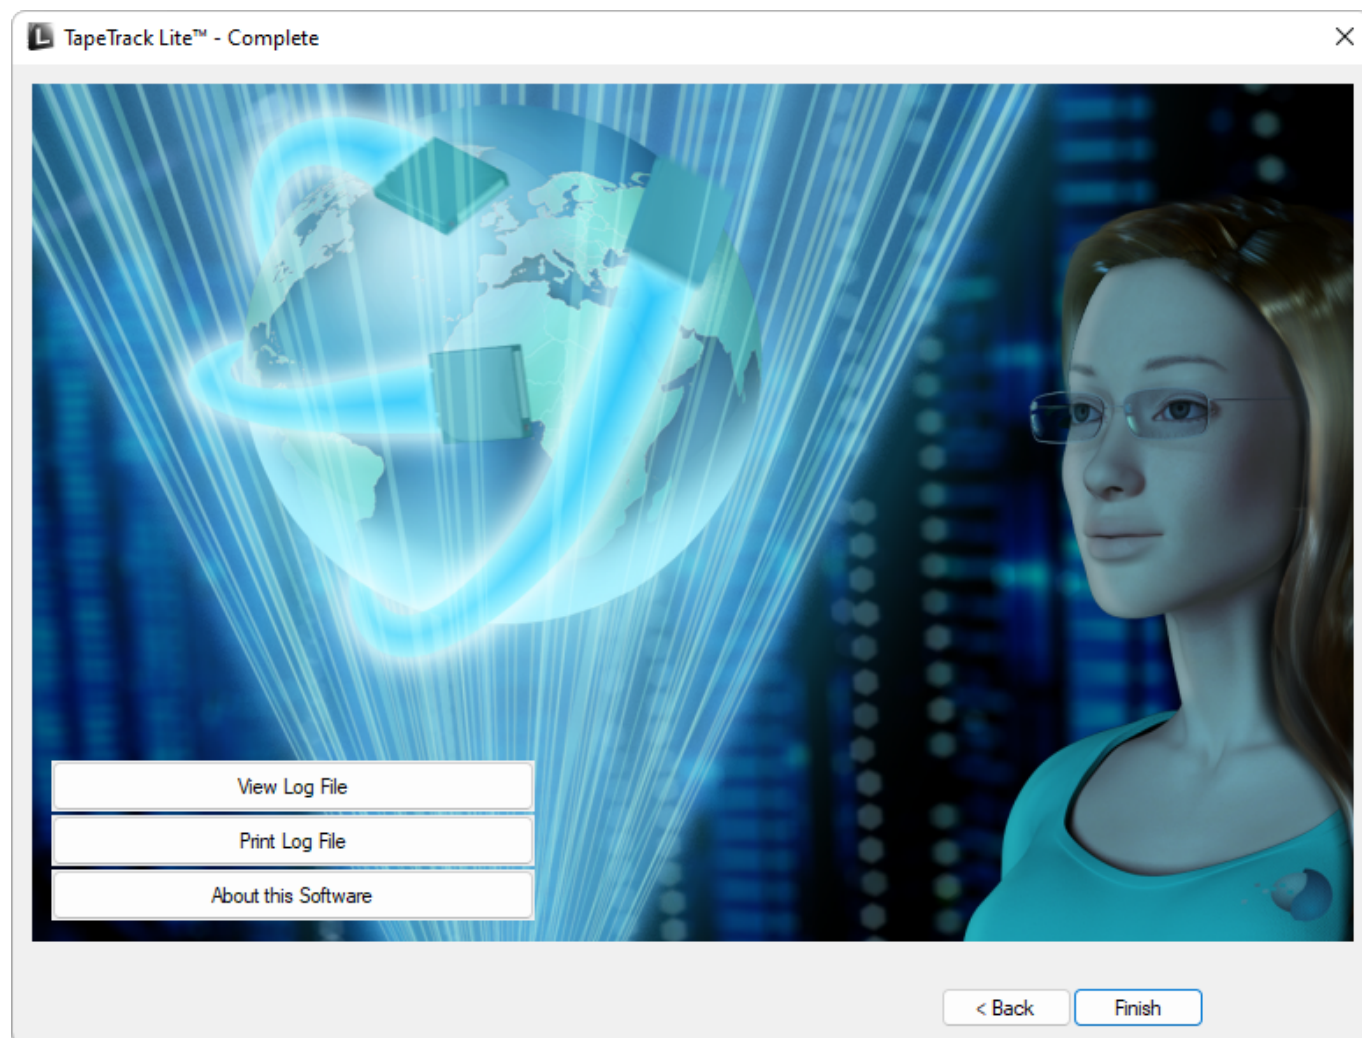 TapeTrack Lite™ - Complete
View Log File
Print Log File
About this Software
< Back
Finish